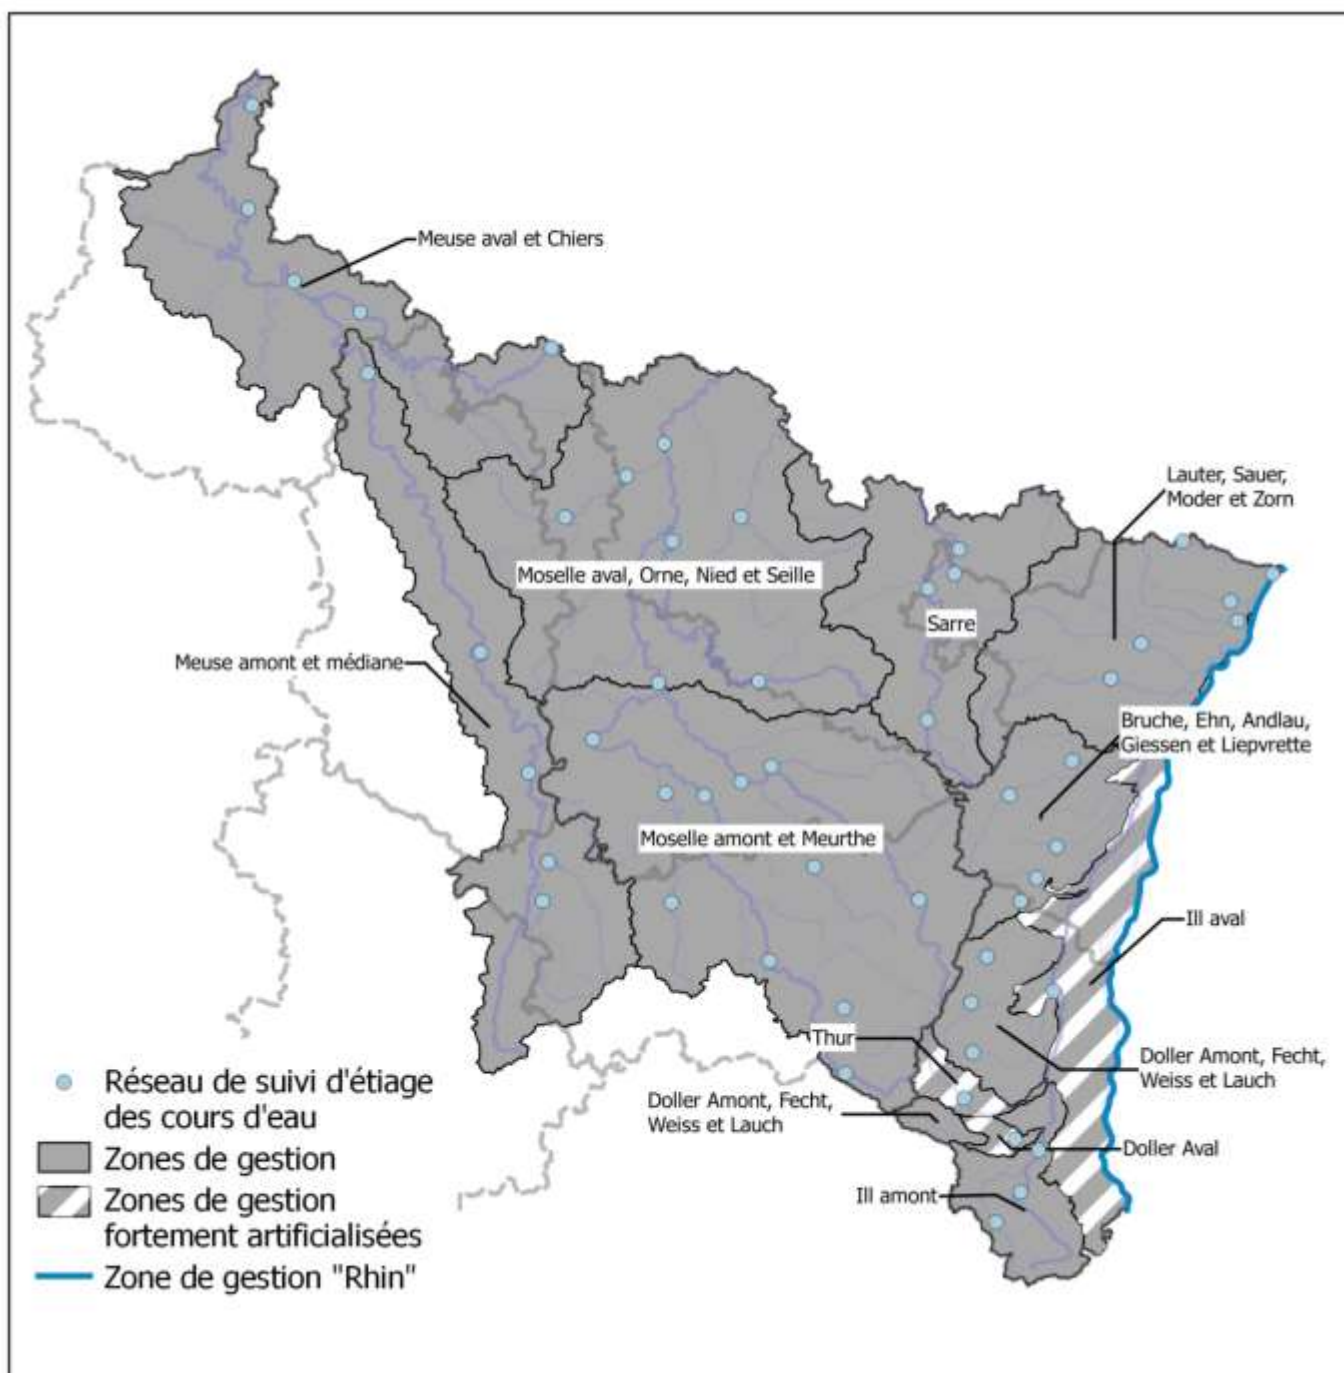 Meuse aval et Chiers
Lauter, Sauer,
Moder et Zorn
Moselle aval, Orne, Nied et Seille
Sarre
Meuse amont et médiane
Bruche, Ehn, Andlau,
Giessen et Liepvrette
Moselle amont et Meurthe
Ill aval
Thur
Doller Amont, Fecht,
Weiss et Lauch
Doller Amont, Fecht,
Weiss et Lauch
Doller Aval
Ill amont
Réseau de suivi d'étiage
des cours d'eau
Zones de gestion
Zones de gestion
fortement artificialisées
Zone de gestion "Rhin"